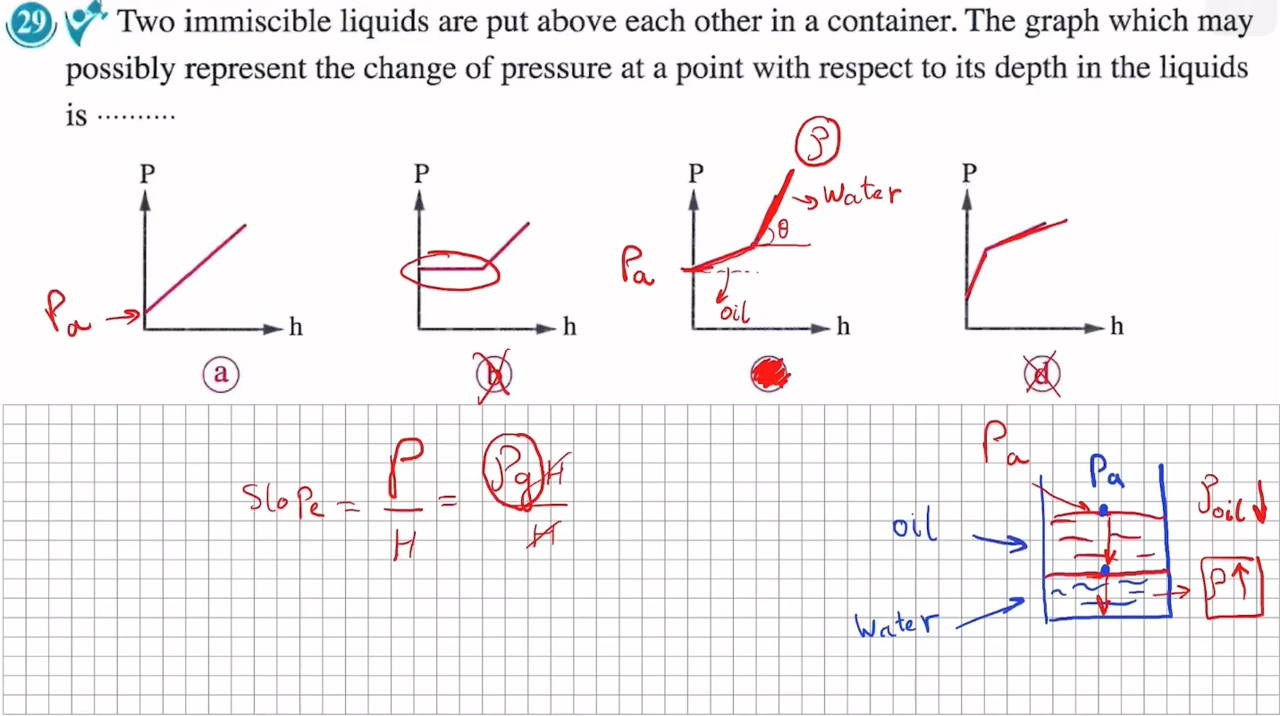 29 Two immiscible liquids are put above each other in a container. The graph which may
possibly represent the change of pressure at a point with respect to its depth in the liquids
is ..........
P h Pa a
P h b
P h Pa oil Water θ ρ
P h d
Slope = P/H = ρgH/H
Pa
Pa
oil
Water
ρoil ↓
ρ↑